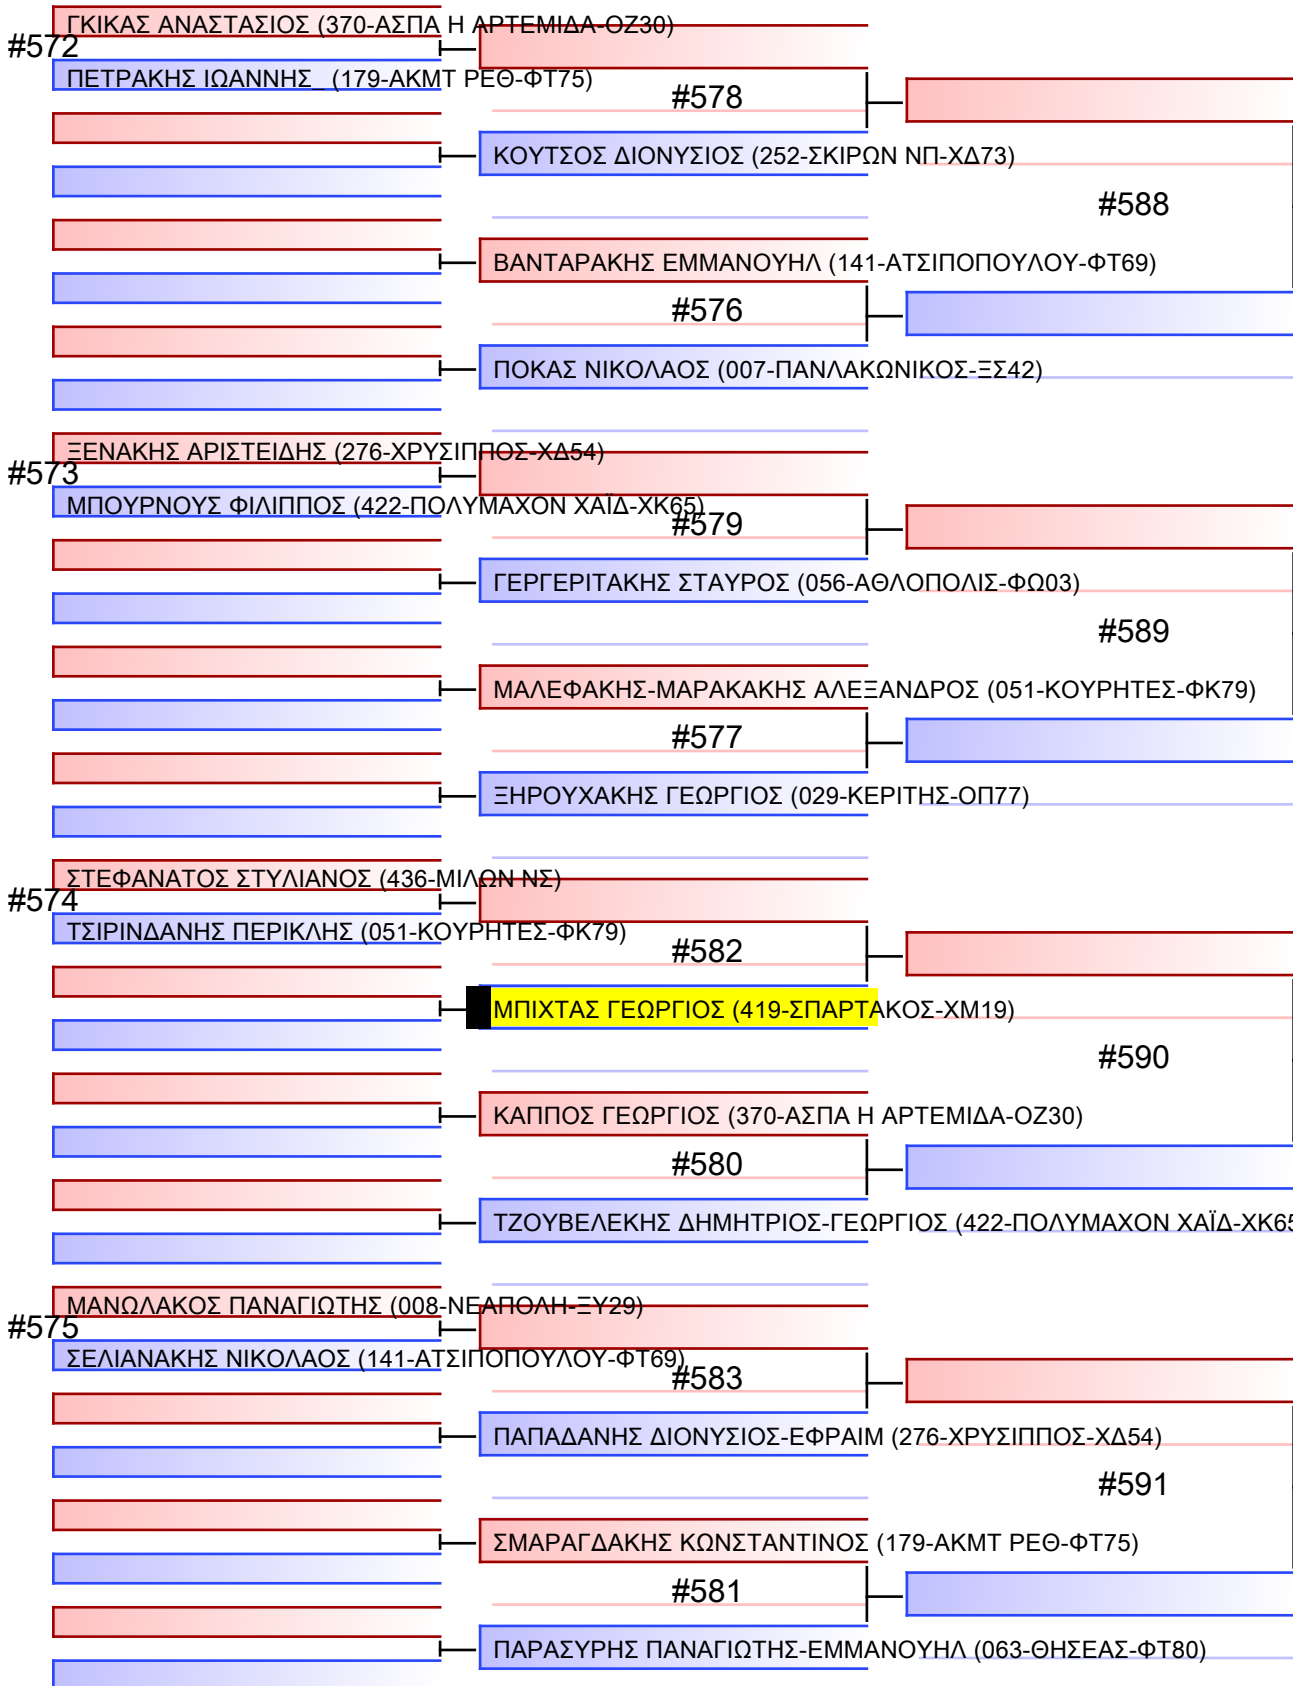 ΓΚΙΚΑΣ ΑΝΑΣΤΑΣΙΟΣ (370-ΑΣΠΑ Η ΑΡΤΕΜΙΔΑ-ΟΖ30)
#572
ΠΕΤΡΑΚΗΣ ΙΩΑΝΝΗΣ_ (179-ΑΚΜΤ ΡΕΘ-ΦΤ75)
#578
ΚΟΥΤΣΟΣ ΔΙΟΝΥΣΙΟΣ (252-ΣΚΙΡΩΝ ΝΠ-ΧΔ73)
#588
ΒΑΝΤΑΡΑΚΗΣ ΕΜΜΑΝΟΥΗΛ (141-ΑΤΣΙΠΟΠΟΥΛΟΥ-ΦΤ69)
#576
ΠΟΚΑΣ ΝΙΚΟΛΑΟΣ (007-ΠΑΝΛΑΚΩΝΙΚΟΣ-ΞΣ42)
ΞΕΝΑΚΗΣ ΑΡΙΣΤΕΙΔΗΣ (276-ΧΡΥΣΙΠΠΟΣ-ΧΔ54)
#573
ΜΠΟΥΡΝΟΥΣ ΦΙΛΙΠΠΟΣ (422-ΠΟΛΥΜΑΧΟΝ ΧΑΪΔ-ΧΚ65)
#579
ΓΕΡΓΕΡΙΤΑΚΗΣ ΣΤΑΥΡΟΣ (056-ΑΘΛΟΠΟΛΙΣ-ΦΩ03)
#589
ΜΑΛΕΦΑΚΗΣ-ΜΑΡΑΚΑΚΗΣ ΑΛΕΞΑΝΔΡΟΣ (051-ΚΟΥΡΗΤΕΣ-ΦΚ79)
#577
ΞΗΡΟΥΧΑΚΗΣ ΓΕΩΡΓΙΟΣ (029-ΚΕΡΙΤΗΣ-ΟΠ77)
ΣΤΕΦΑΝΑΤΟΣ ΣΤΥΛΙΑΝΟΣ (436-ΜΙΛΩΝ ΝΣ)
#574
ΤΣΙΡΙΝΔΑΝΗΣ ΠΕΡΙΚΛΗΣ (051-ΚΟΥΡΗΤΕΣ-ΦΚ79)
#582
ΜΠΙΧΤΑΣ ΓΕΩΡΓΙΟΣ (419-ΣΠΑΡΤΑΚΟΣ-ΧΜ19)
#590
ΚΑΠΠΟΣ ΓΕΩΡΓΙΟΣ (370-ΑΣΠΑ Η ΑΡΤΕΜΙΔΑ-ΟΖ30)
#580
ΤΖΟΥΒΕΛΕΚΗΣ ΔΗΜΗΤΡΙΟΣ-ΓΕΩΡΓΙΟΣ (422-ΠΟΛΥΜΑΧΟΝ ΧΑΪΔ-ΧΚ65
ΜΑΝΩΛΑΚΟΣ ΠΑΝΑΓΙΩΤΗΣ (008-ΝΕΑΠΟΛΗ-ΞΥ29)
#575
ΣΕΛΙΑΝΑΚΗΣ ΝΙΚΟΛΑΟΣ (141-ΑΤΣΙΠΟΠΟΥΛΟΥ-ΦΤ69)
#583
ΠΑΠΑΔΑΝΗΣ ΔΙΟΝΥΣΙΟΣ-ΕΦΡΑΙΜ (276-ΧΡΥΣΙΠΠΟΣ-ΧΔ54)
#591
ΣΜΑΡΑΓΔΑΚΗΣ ΚΩΝΣΤΑΝΤΙΝΟΣ (179-ΑΚΜΤ ΡΕΘ-ΦΤ75)
#581
ΠΑΡΑΣΥΡΗΣ ΠΑΝΑΓΙΩΤΗΣ-ΕΜΜΑΝΟΥΗΛ (063-ΘΗΣΕΑΣ-ΦΤ80)